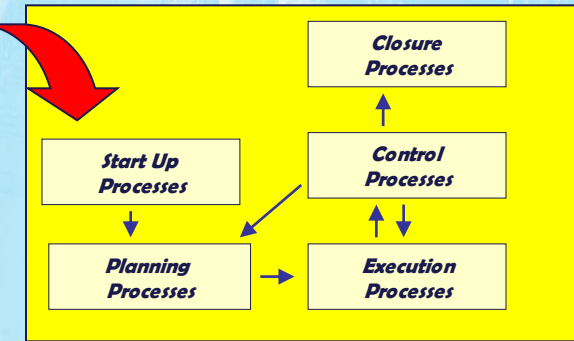 Closure
Processes
Start Up
Processes
Control
Processes
Planning
Processes
Execution
Processes